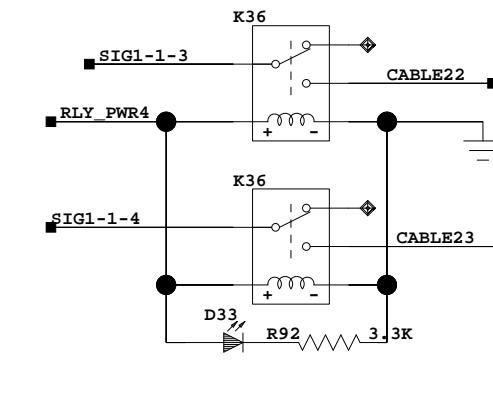 K36
SIG1-1-3
CABLE22
RLY_PWR4
+ -
K36
SIG1-1-4
CABLE23
+ -
D33
R92 3.3K